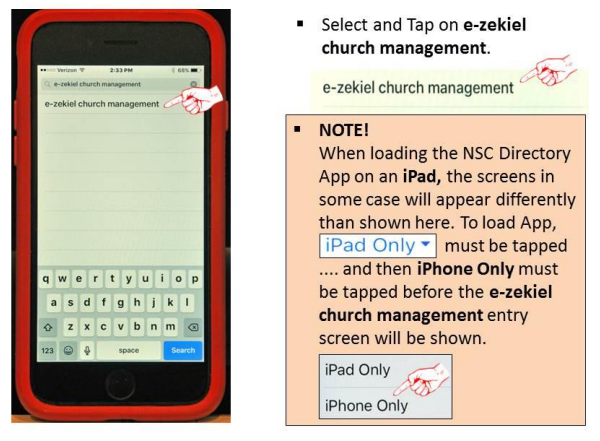 Verizon 2:33 PM 66%
e-zekiel church management
e-zekiel church management
q w e r t y u i o p
a s d f g h j k l
z x c v b n m
123 space Search
▪ Select and Tap on e-zekiel
church management.
e-zekiel church management
▪ NOTE!
When loading the NSC Directory
App on an iPad, the screens in
some case will appear differently
than shown here. To load App,
iPad Only ▾ must be tapped
.... and then iPhone Only must
be tapped before the e-zekiel
church management entry
screen will be shown.
iPad Only
iPhone Only